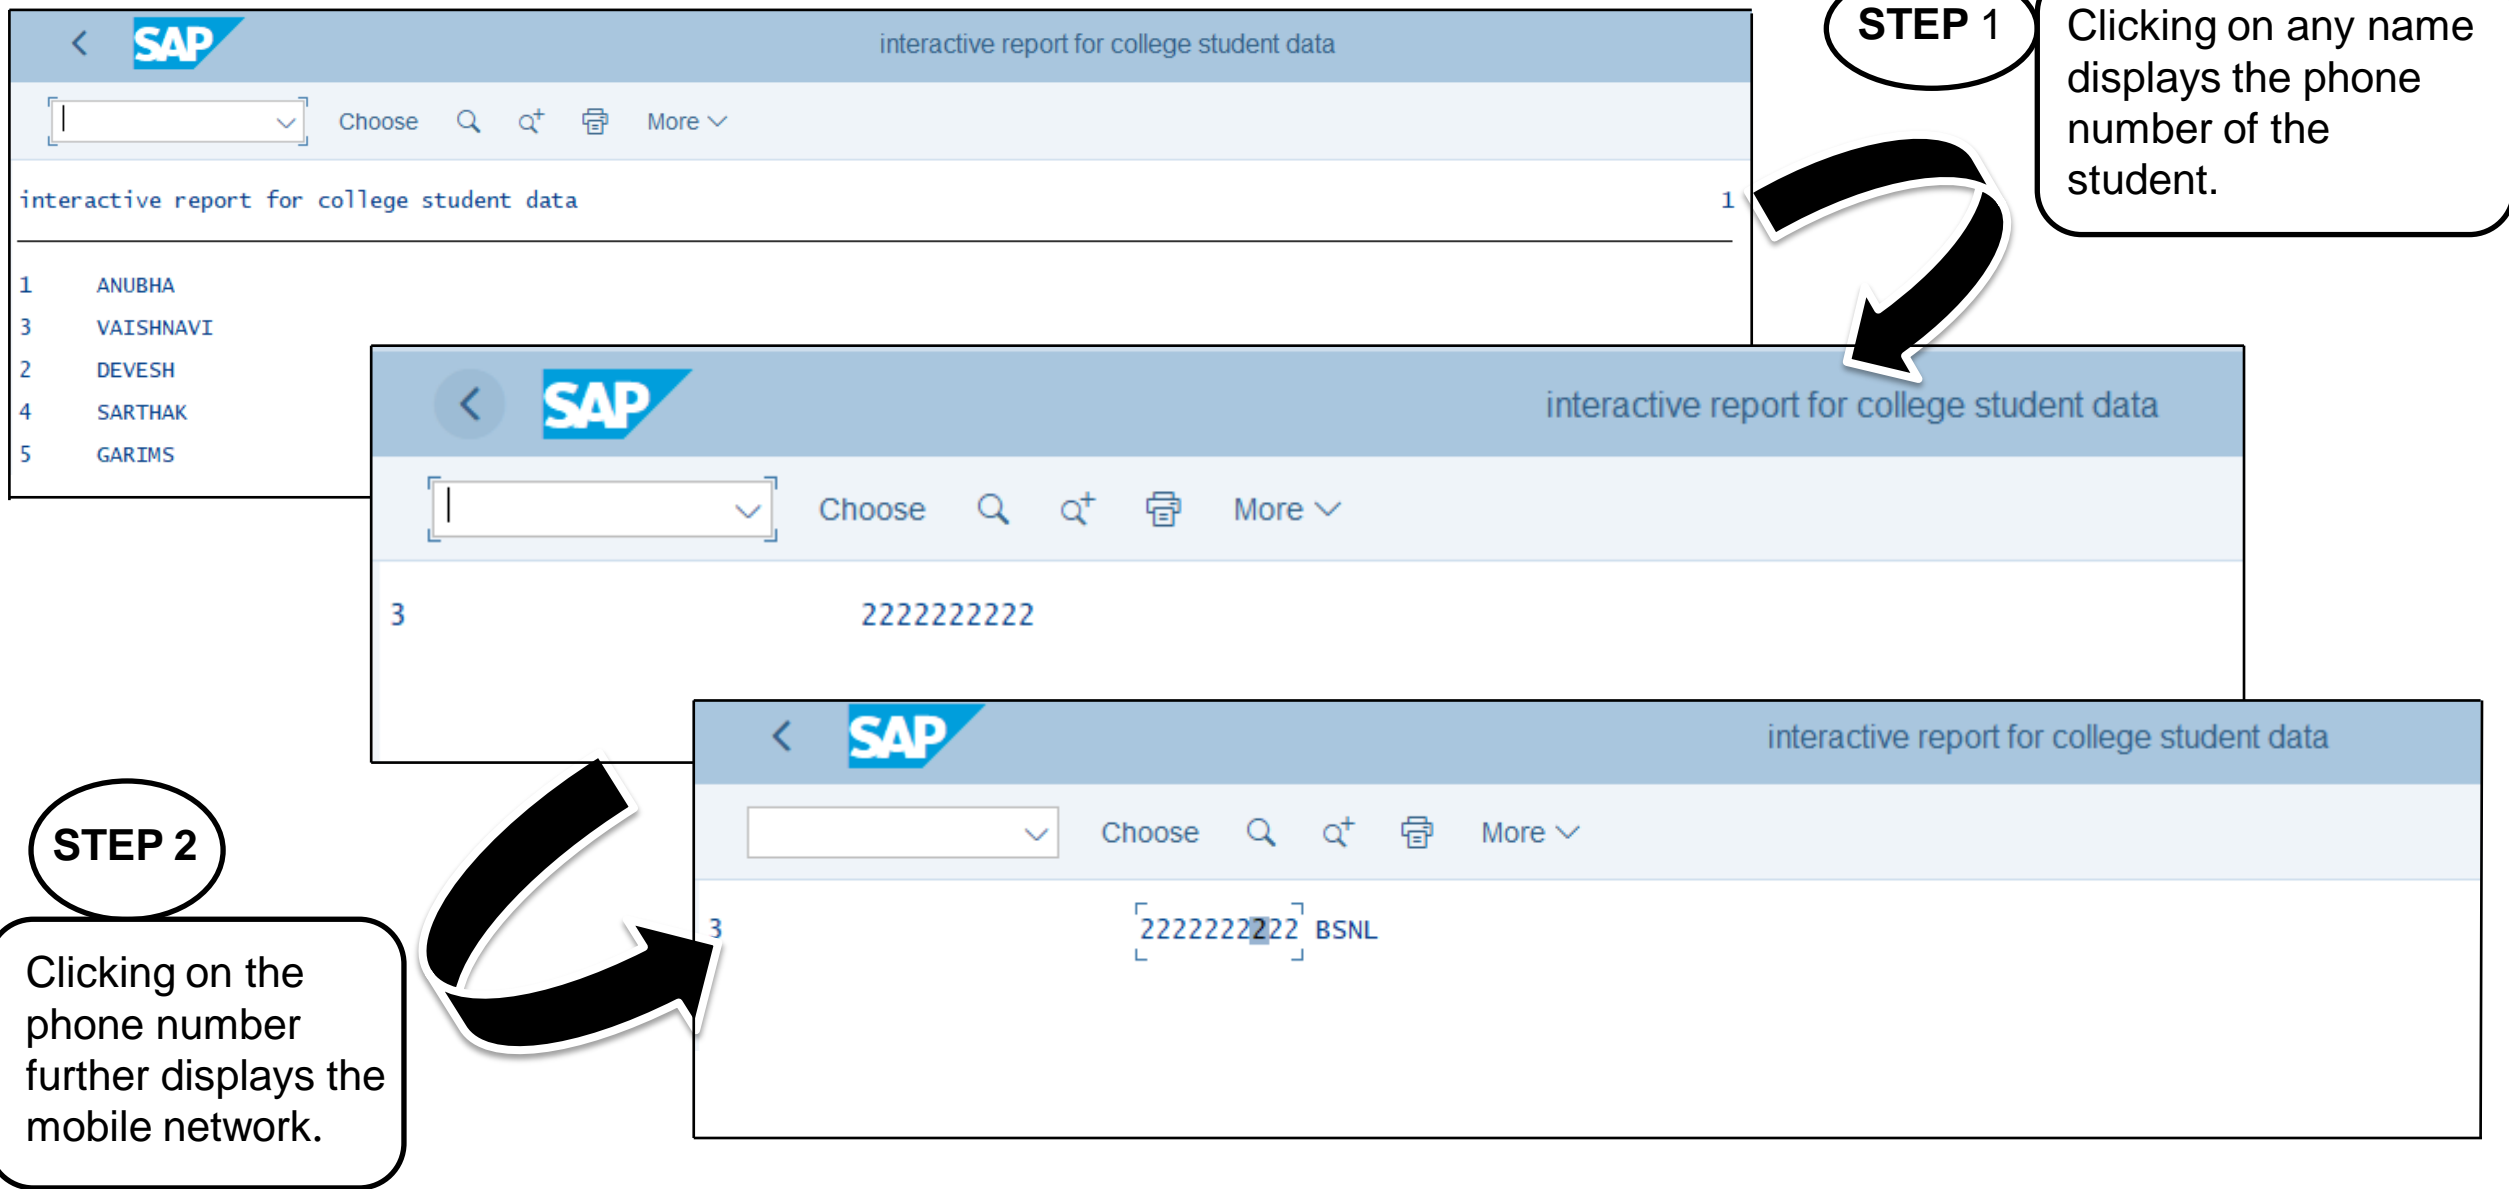 SAP
interactive report for college student data
Choose More
interactive report for college student data 1
1 ANUBHA
3 VAISHNAVI
2 DEVESH
4 SARTHAK
5 GARIMS
STEP 1
Clicking on any name
displays the phone
number of the
student.
SAP
interactive report for college student data
Choose More
3 2222222222
SAP
interactive report for college student data
Choose More
3 2222222222 BSNL
STEP 2
Clicking on the
phone number
further displays the
mobile network.